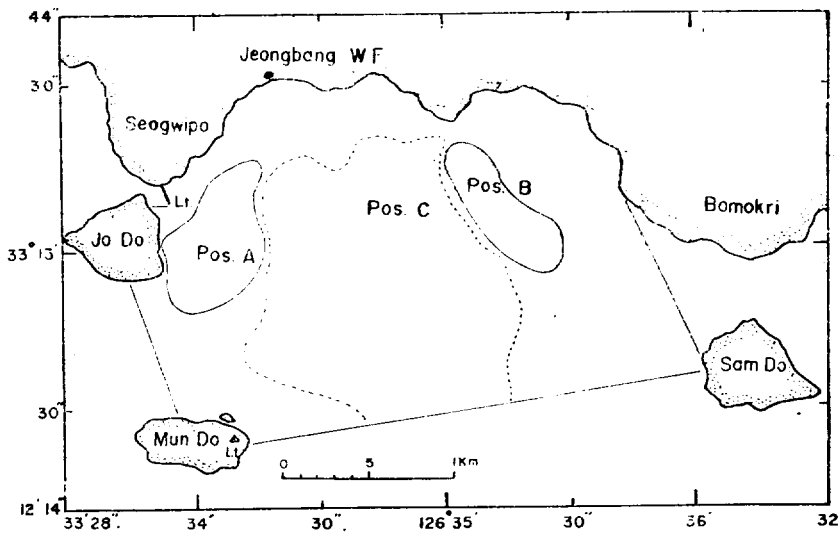 44"
Jeongbang W F
30"
Seogwipo
Lt
Pos. B
Pos. C
Bomokri
Jo Do
33°13'
Pos. A
Sam Do
30"
Mun Do
Lt
0 5 1Km
12'14"
33'28" 34' 30" 126°35' 30" 36' 32